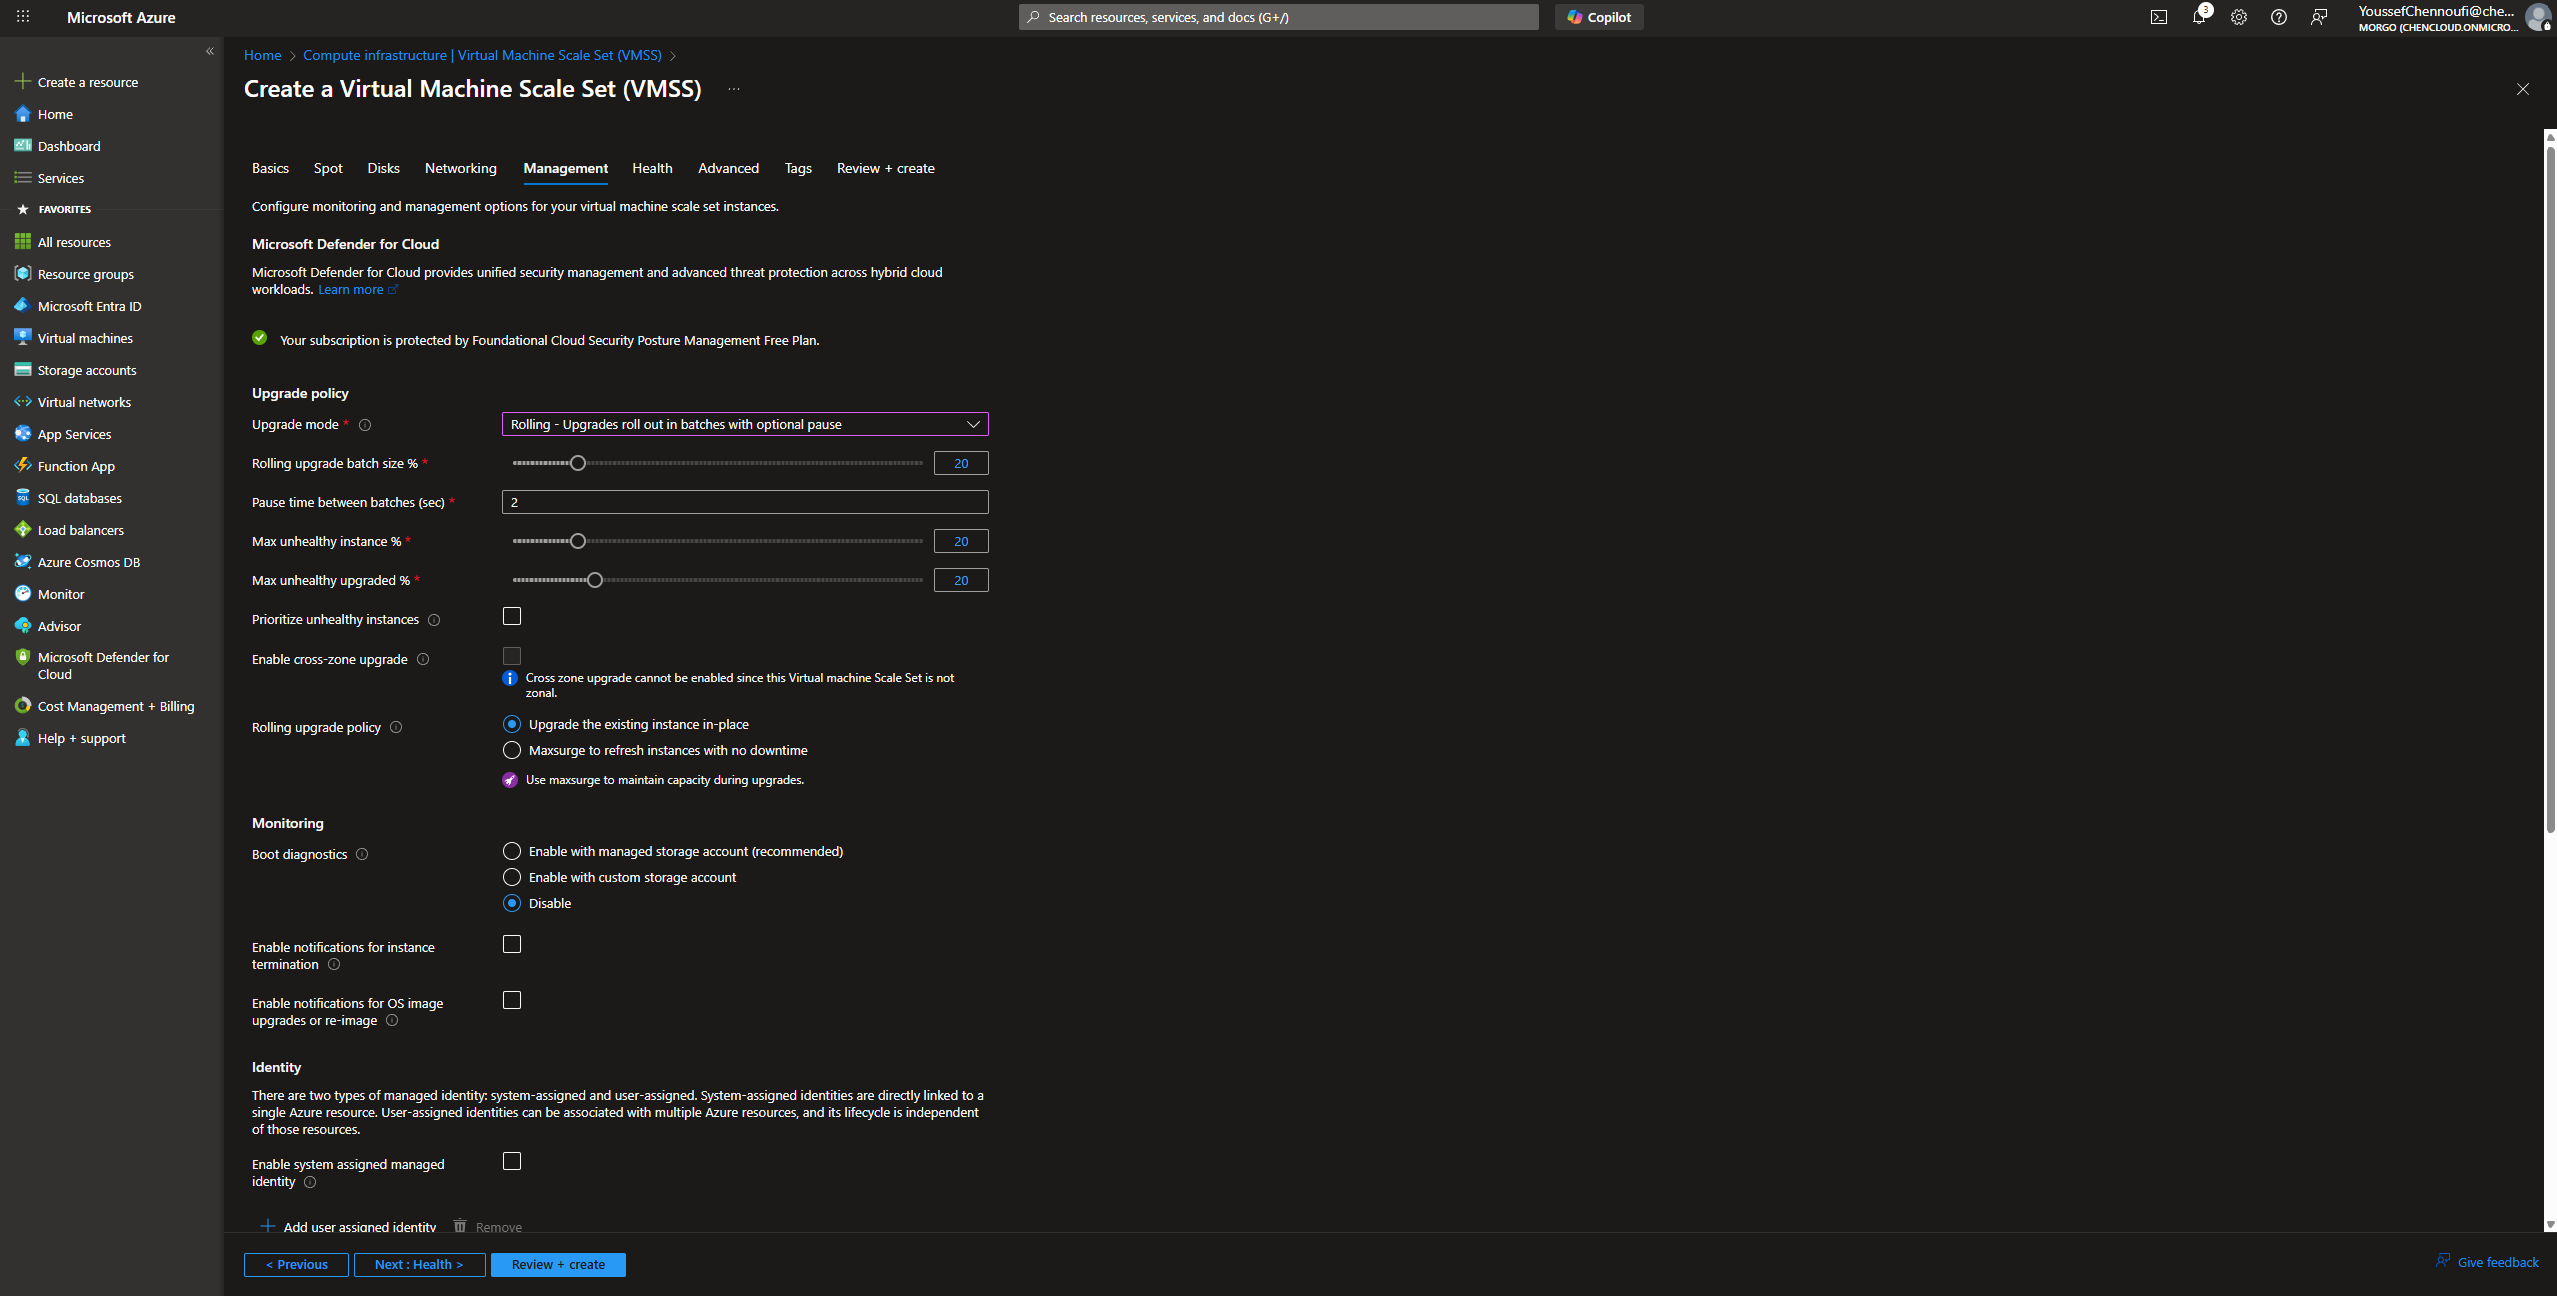 Microsoft Azure
Search resources, services, and docs (G+/)
Copilot
3
YoussefChennoufi@che...
MORGO (CHENCLOUD.ONMICRO...
Create a resource
Home
Dashboard
Services
FAVORITES
All resources
Resource groups
Microsoft Entra ID
Virtual machines
Storage accounts
Virtual networks
App Services
Function App
SQL databases
Load balancers
Azure Cosmos DB
Monitor
Advisor
Microsoft Defender for
Cloud
Cost Management + Billing
Help + support
Home > Compute infrastructure | Virtual Machine Scale Set (VMSS) >
Create a Virtual Machine Scale Set (VMSS) ...
Basics Spot Disks Networking Management Health Advanced Tags Review + create
Configure monitoring and management options for your virtual machine scale set instances.
Microsoft Defender for Cloud
Microsoft Defender for Cloud provides unified security management and advanced threat protection across hybrid cloud
workloads. Learn more
Your subscription is protected by Foundational Cloud Security Posture Management Free Plan.
Upgrade policy
Upgrade mode * Rolling - Upgrades roll out in batches with optional pause
Rolling upgrade batch size % * 20
Pause time between batches (sec) * 2
Max unhealthy instance % * 20
Max unhealthy upgraded % * 20
Prioritize unhealthy instances
Enable cross-zone upgrade
Cross zone upgrade cannot be enabled since this Virtual machine Scale Set is not
zonal.
Rolling upgrade policy
Upgrade the existing instance in-place
Maxsurge to refresh instances with no downtime
Use maxsurge to maintain capacity during upgrades.
Monitoring
Boot diagnostics
Enable with managed storage account (recommended)
Enable with custom storage account
Disable
Enable notifications for instance
termination
Enable notifications for OS image
upgrades or re-image
Identity
There are two types of managed identity: system-assigned and user-assigned. System-assigned identities are directly linked to a
single Azure resource. User-assigned identities can be associated with multiple Azure resources, and its lifecycle is independent
of those resources.
Enable system assigned managed
identity
Add user assigned identity Remove
< Previous Next : Health > Review + create
Give feedback